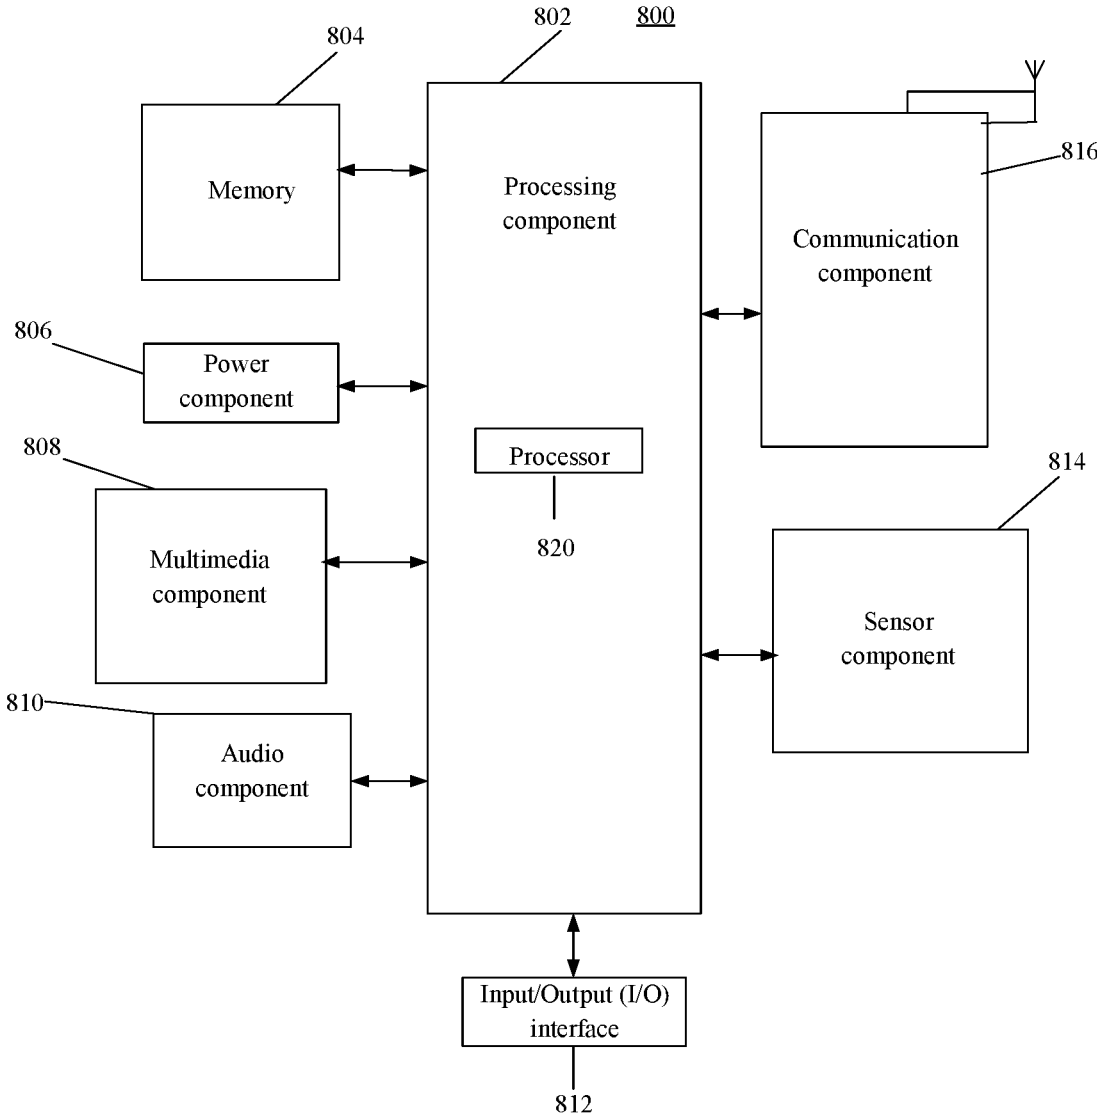 802
800
804
816
Memory
Processing
component
Communication
component
806
Power
component
808
Processor
814
820
Multimedia
component
Sensor
component
810
Audio
component
Input/Output (I/O)
interface
812